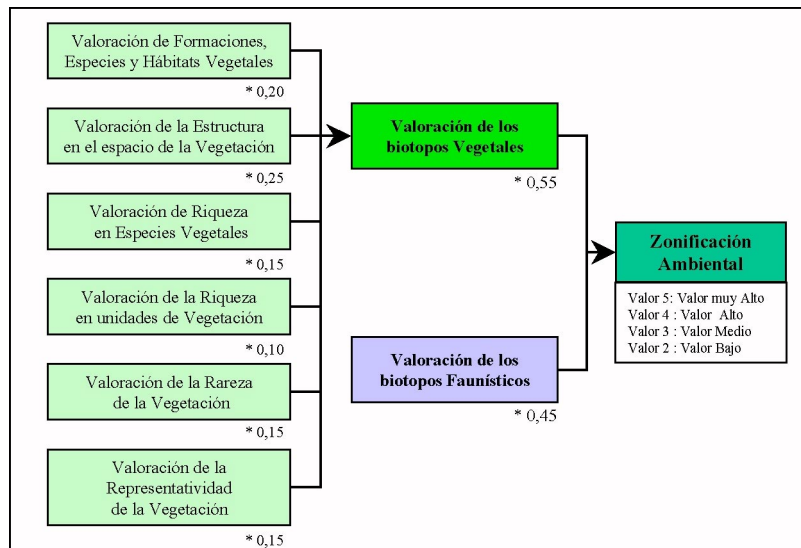 Valoración de Formaciones,
Especies y Hábitats Vegetales
* 0,20
Valoración de la Estructura
en el espacio de la Vegetación
* 0,25
Valoración de Riqueza
en Especies Vegetales
* 0,15
Valoración de la Riqueza
en unidades de Vegetación
* 0,10
Valoración de la Rareza
de la Vegetación
* 0,15
Valoración de la
Representatividad
de la Vegetación
* 0,15
Valoración de los
biotopos Vegetales
* 0,55
Valoración de los
biotopos Faunísticos
* 0,45
Zonificación
Ambiental
Valor 5: Valor muy Alto
Valor 4 : Valor Alto
Valor 3 : Valor Medio
Valor 2 : Valor Bajo